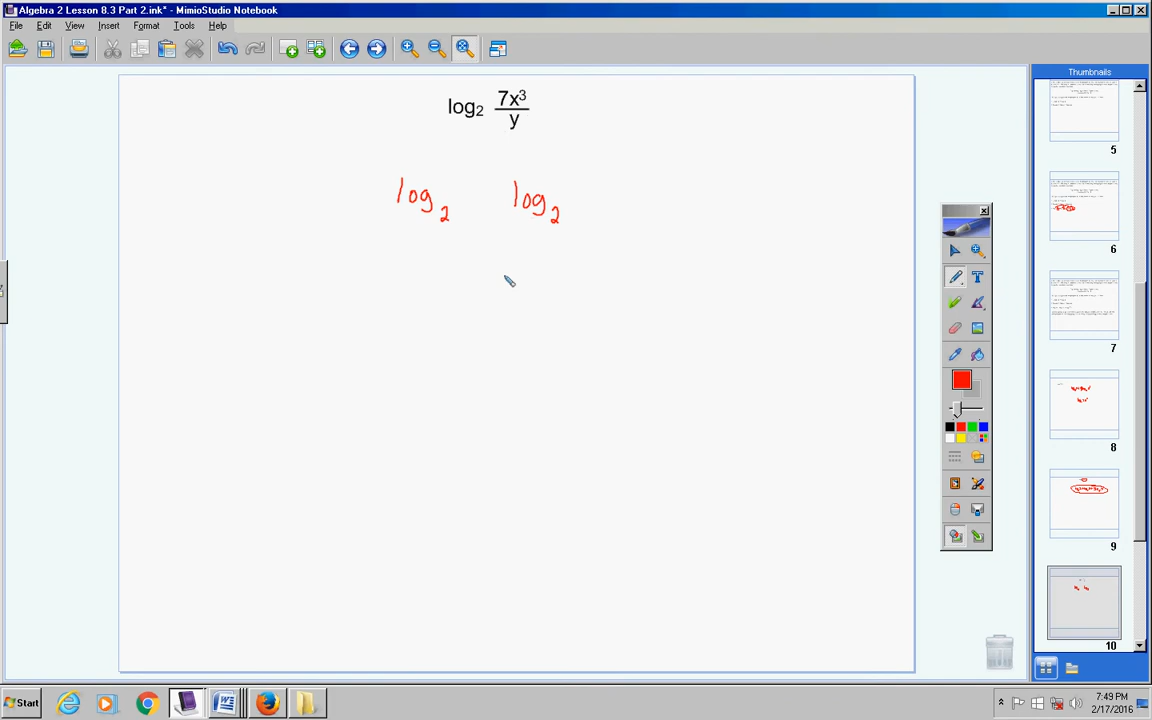 Algebra 2 Lesson 8.3 Part 2.ink* - MimioStudio Notebook
File Edit View Insert Format Tools Help
Thumbnails
log₂ 7x³/y
log₂ log₂
5
6
7
8
9
10
Start
7:49 PM
2/17/2016